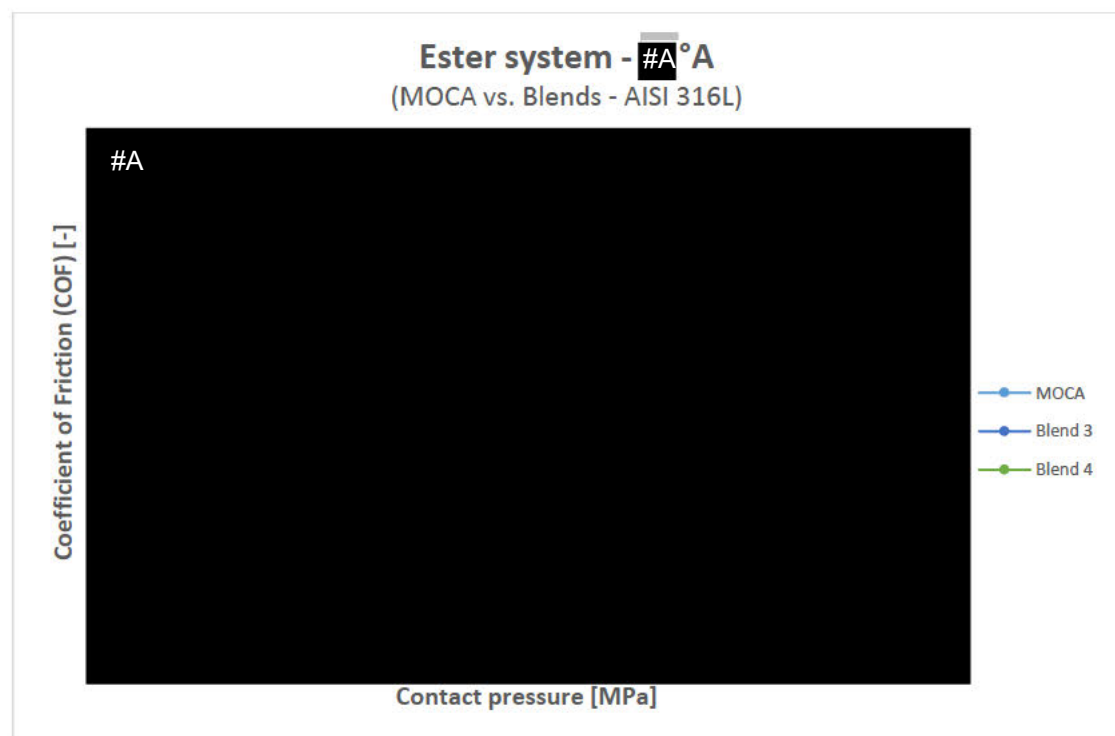 Ester system - #A°A
(MOCA vs. Blends - AISI 316L)
#A
Coefficient of Friction (COF) [-]
MOCA
Blend 3
Blend 4
Contact pressure [MPa]